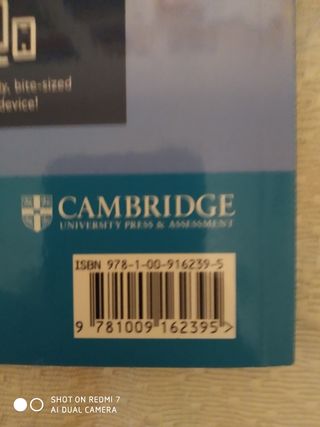 y, bite-sized
device!
CAMBRIDGE
UNIVERSITY PRESS & ASSESSMENT
ISBN 978-1-00-916239-5
9 781009 162395>
SHOT ON REDMI 7
AI DUAL CAMERA